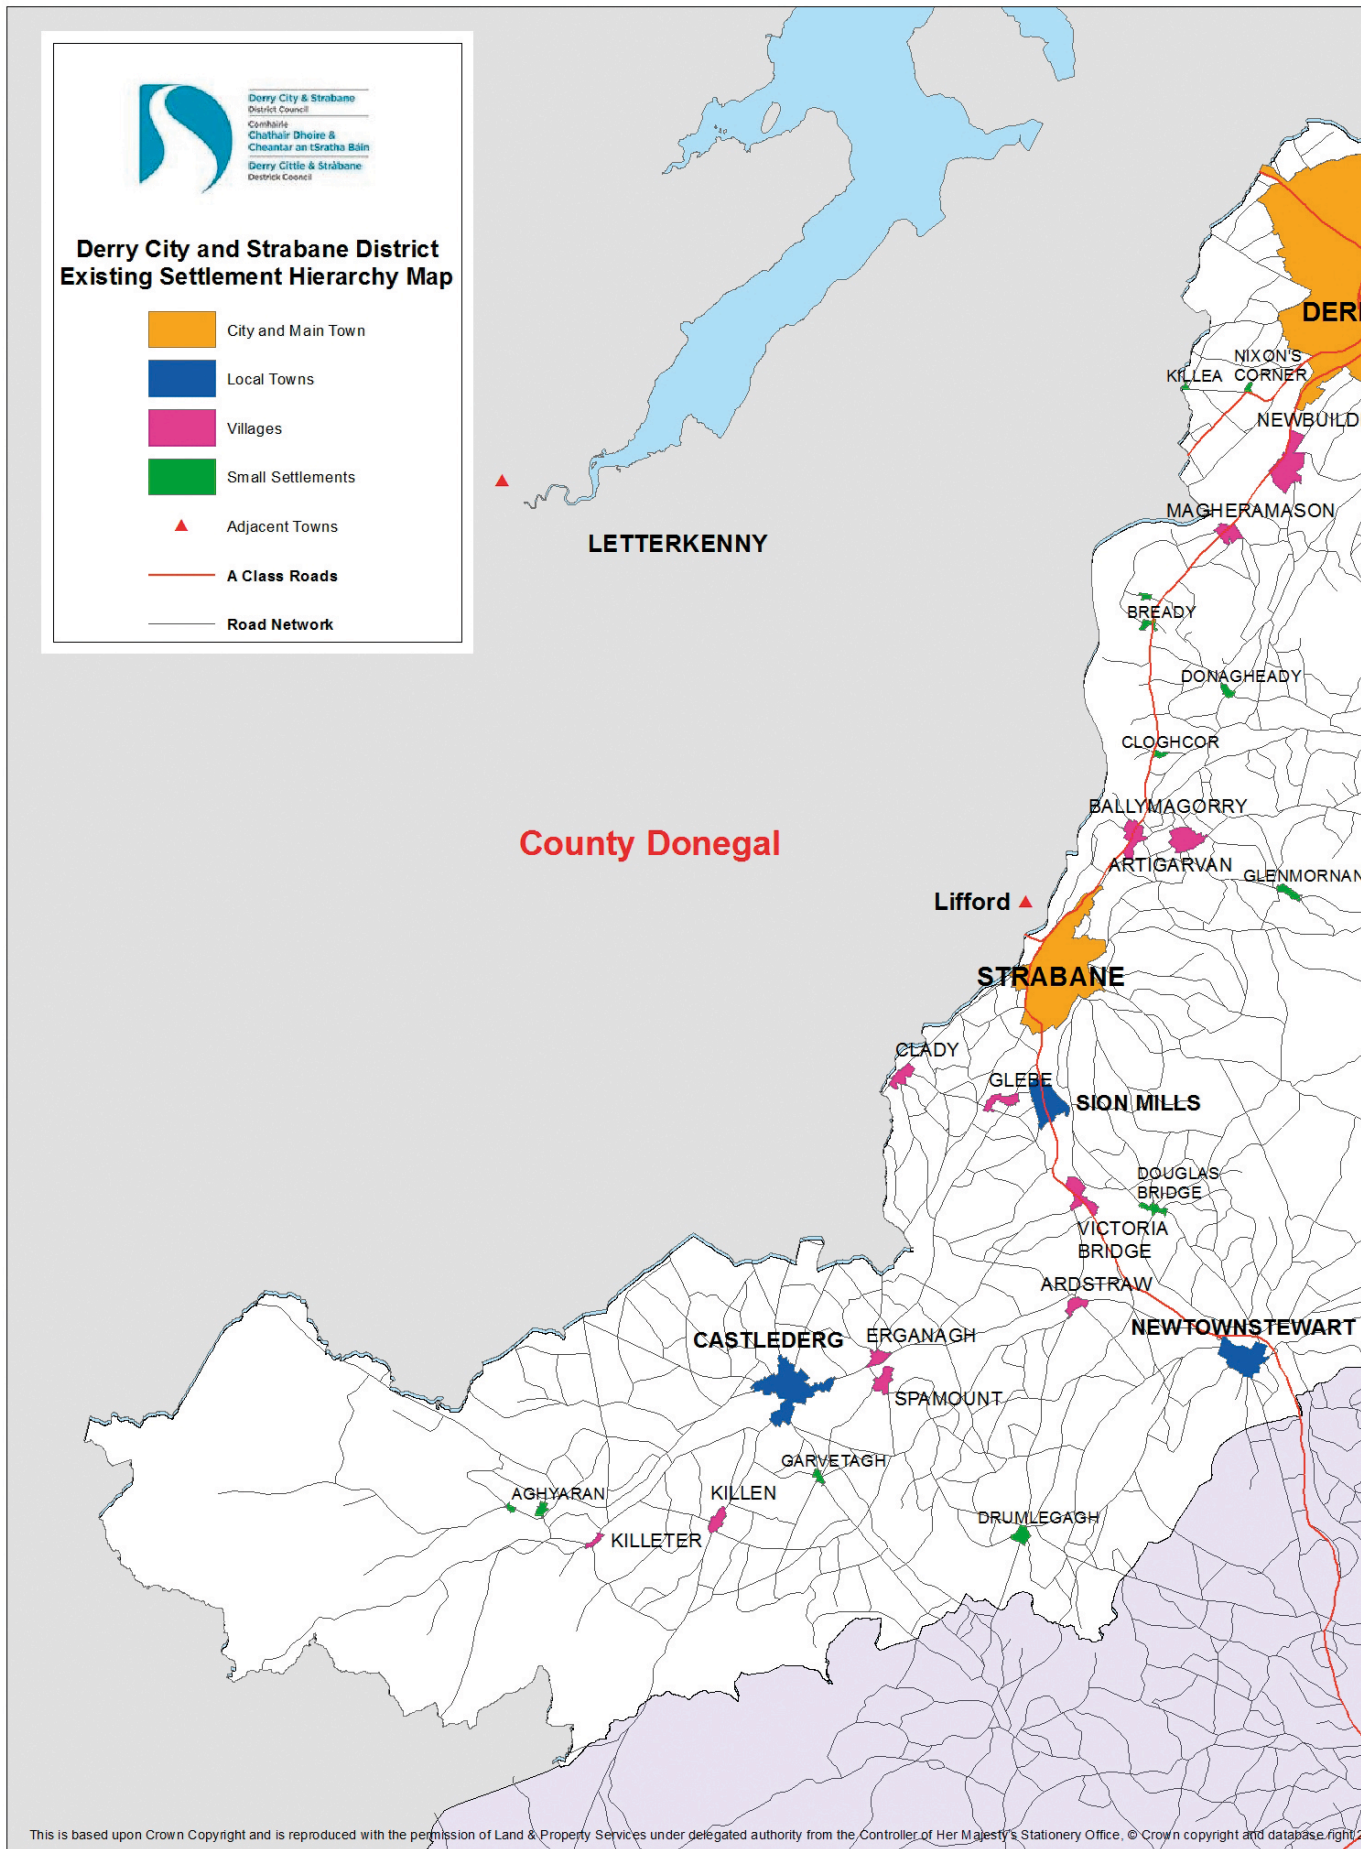 Derry City & Strabane
District Council
Comhairle
Chathair Dhoire &
Cheantar an tSratha Báin
Derry Cittie & Stràbane
Destrick Cooncil
Derry City and Strabane District
Existing Settlement Hierarchy Map
City and Main Town
Local Towns
Villages
Small Settlements
Adjacent Towns
A Class Roads
Road Network
DERR
NIXON'S
CORNER
KILLEA
NEWBUILD
MAGHERAMASON
LETTERKENNY
BREADY
DONAGHEADY
CLOGHCOR
BALLYMAGORRY
County Donegal
ARTIGARVAN
GLENMORNAN
Lifford
STRABANE
CLADY
GLEBE
SION MILLS
DOUGLAS
BRIDGE
VICTORIA
BRIDGE
ARDSTRAW
NEWTOWNSTEWART
CASTLEDERG
ERGANAGH
SPAMOUNT
GARVETAGH
AGHYARAN
KILLEN
DRUMLEGAGH
KILLETER
This is based upon Crown Copyright and is reproduced with the permission of Land & Property Services under delegated authority from the Controller of Her Majesty's Stationery Office, © Crown copyright and database right 2